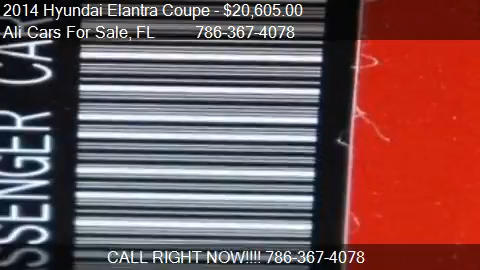 2014 Hyundai Elantra Coupe - $20,605.00
Ali Cars For Sale, FL 786-367-4078
SSENGER CAR
CALL RIGHT NOW!!!! 786-367-4078